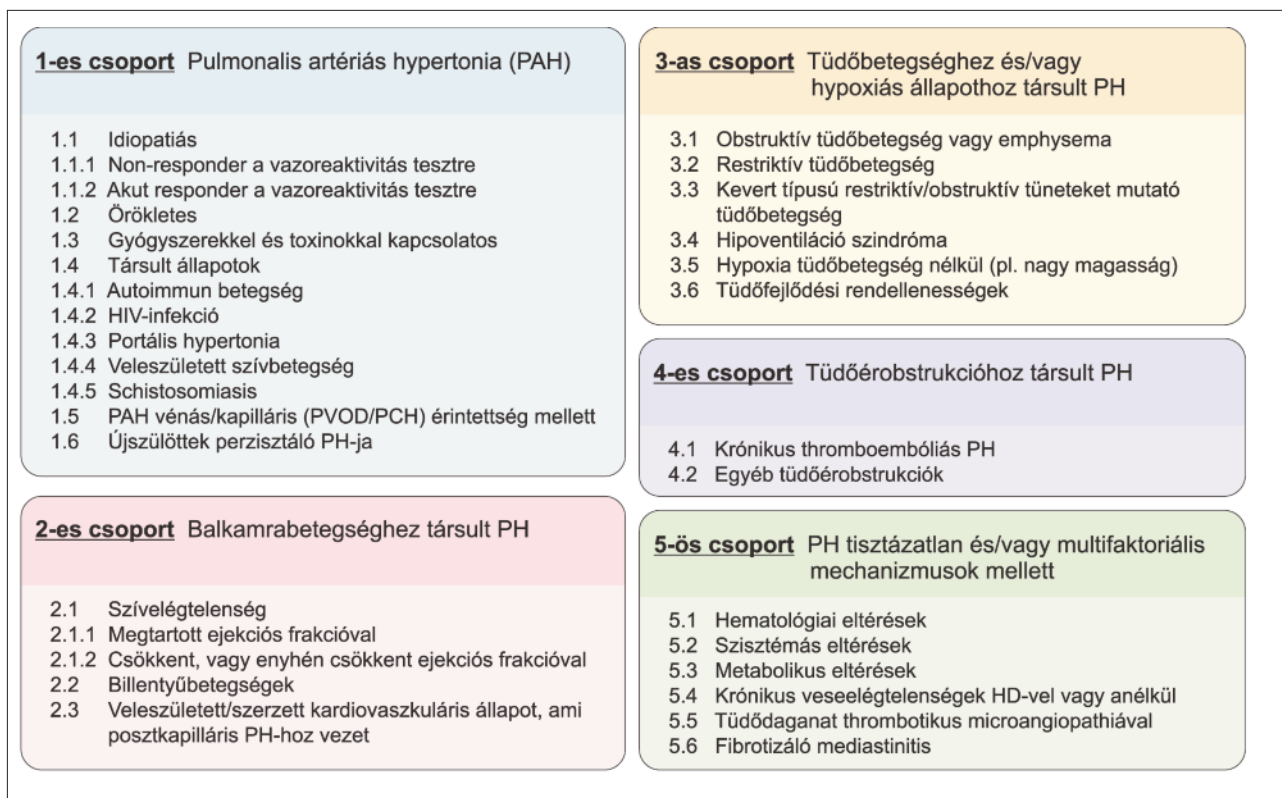 1-es csoport Pulmonalis artériás hypertonia (PAH)
1.1 Idiopatiás
1.1.1 Non-responder a vazoreaktivitás tesztre
1.1.2 Akut responder a vazoreaktivitás tesztre
1.2 Örökletes
1.3 Gyógyszerekkel és toxinokkal kapcsolatos
1.4 Társult állapotok
1.4.1 Autoimmun betegség
1.4.2 HIV-infekció
1.4.3 Portális hypertonia
1.4.4 Veleszületett szívbetegség
1.4.5 Schistosomiasis
1.5 PAH vénás/kapilláris (PVOD/PCH) érintettség mellett
1.6 Újszülöttek perzisztáló PH-ja
2-es csoport Balkamrabetegséghez társult PH
2.1 Szívelégtelenség
2.1.1 Megtartott ejekciós frakcióval
2.1.2 Csökkent, vagy enyhén csökkent ejekciós frakcióval
2.2 Billentyűbetegségek
2.3 Veleszületett/szerzett kardiovaszkuláris állapot, ami
posztkapilláris PH-hoz vezet
3-as csoport Tüdőbetegséghez és/vagy
hypoxiás állapothoz társult PH
3.1 Obstruktív tüdőbetegség vagy emphysema
3.2 Restriktív tüdőbetegség
3.3 Kevert típusú restriktív/obstruktív tüneteket mutató
tüdőbetegség
3.4 Hipoventiláció szindróma
3.5 Hypoxia tüdőbetegség nélkül (pl. nagy magasság)
3.6 Tüdőfejlődési rendellenességek
4-es csoport Tüdőérobstrukcióhoz társult PH
4.1 Krónikus thromboembóliás PH
4.2 Egyéb tüdőérobstrukciók
5-ös csoport PH tisztázatlan és/vagy multifaktoriális
mechanizmusok mellett
5.1 Hematológiai eltérések
5.2 Szisztémás eltérések
5.3 Metabolikus eltérések
5.4 Krónikus veseelégtelenségek HD-vel vagy anélkül
5.5 Tüdődaganat thrombotikus microangiopathiával
5.6 Fibrotizáló mediastinitis